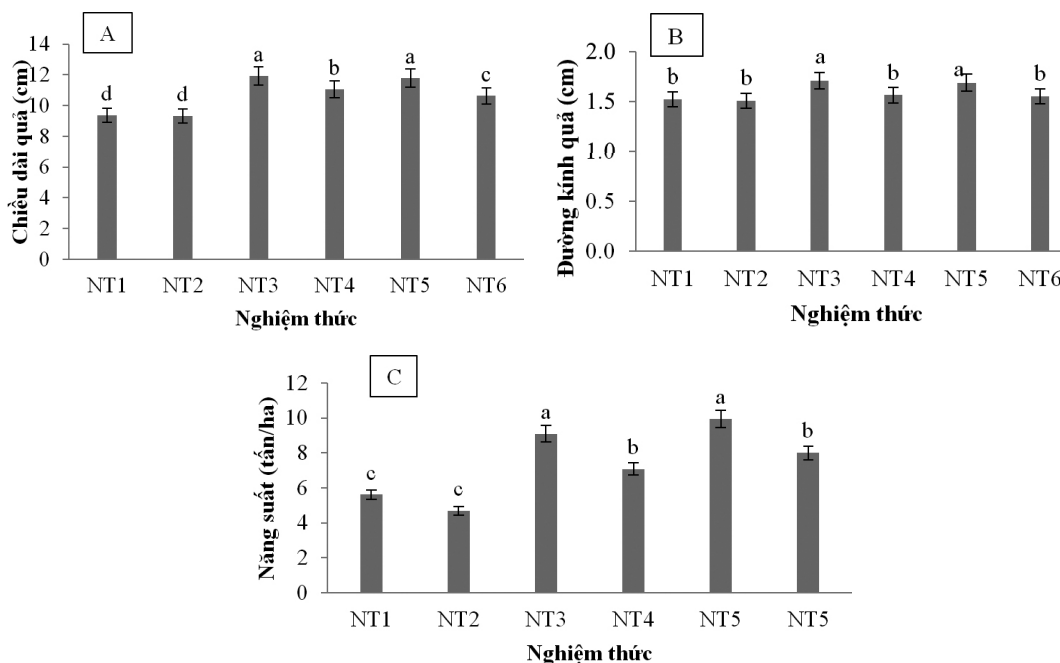 A
Chiều dài quả (cm)
14
12
10
8
6
4
2
0
d
d
a
b
a
c
NT1 NT2 NT3 NT4 NT5 NT6
Nghiệm thức
B
Đường kính quả (cm)
2.0
1.5
1.0
0.5
0.0
b
b
a
b
a
b
NT1 NT2 NT3 NT4 NT5 NT6
Nghiệm thức
C
Năng suất (tấn/ha)
12
10
8
6
4
2
0
c
c
a
b
a
b
NT1 NT2 NT3 NT4 NT5 NT5
Nghiệm thức